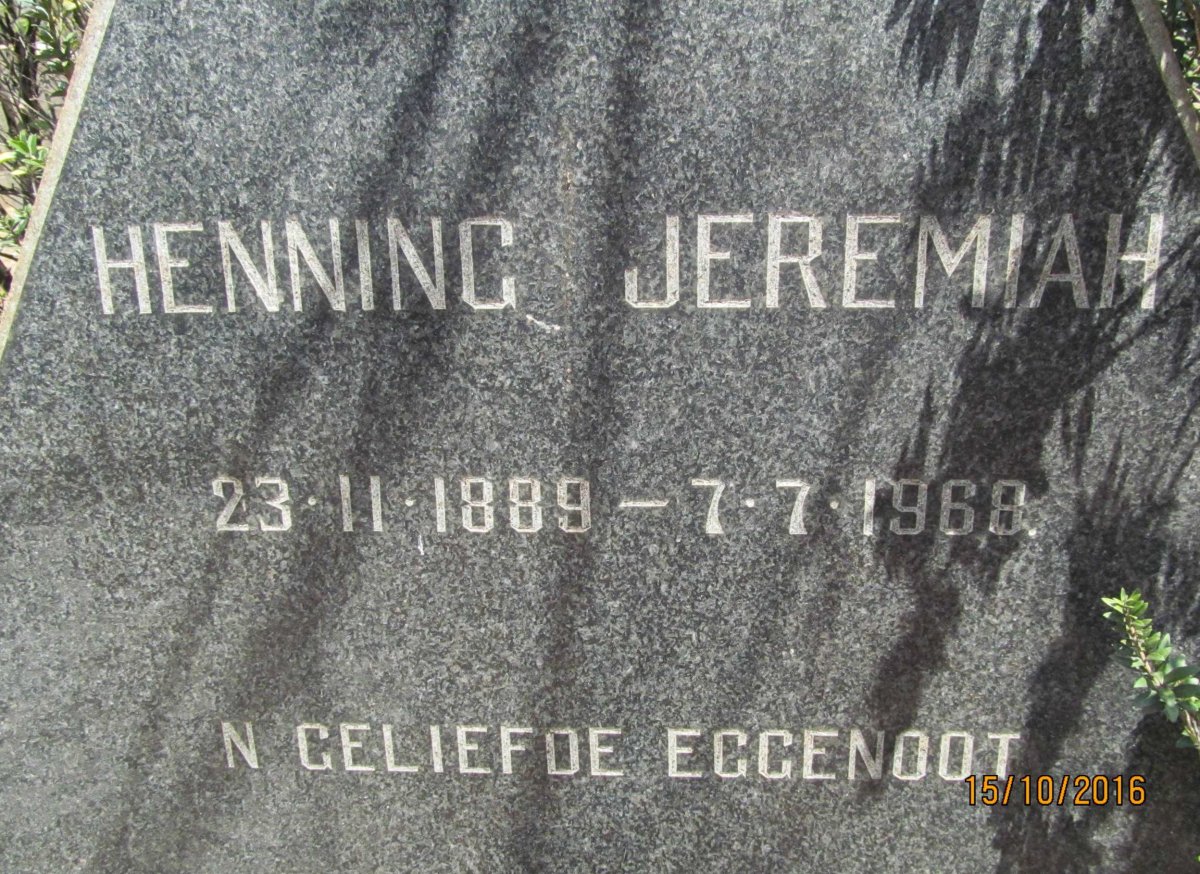 HENNING JEREMIAH
23·11·1889 – 7·7·1968.
N GELIEFDE EGGENOOT
15/10/2016